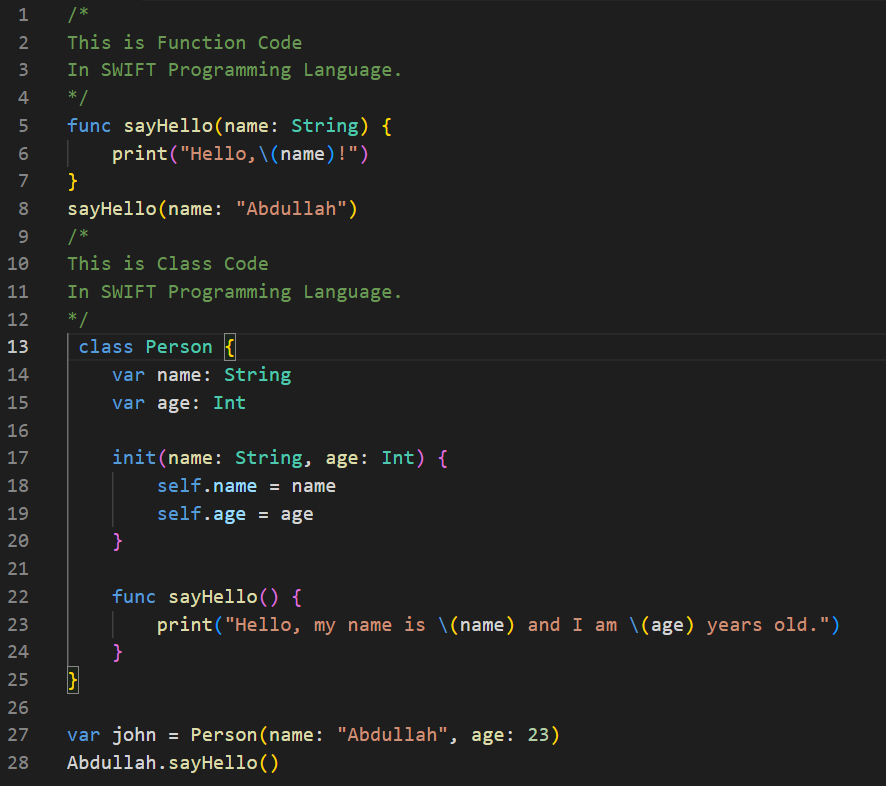 1 /*
2 This is Function Code
3 In SWIFT Programming Language.
4 */
5 func sayHello(name: String) {
6     print("Hello,\(name)!")
7 }
8 sayHello(name: "Abdullah")
9 /*
10 This is Class Code
11 In SWIFT Programming Language.
12 */
13  class Person {
14     var name: String
15     var age: Int
16
17     init(name: String, age: Int) {
18         self.name = name
19         self.age = age
20     }
21
22     func sayHello() {
23         print("Hello, my name is \(name) and I am \(age) years old.")
24     }
25 }
26
27 var john = Person(name: "Abdullah", age: 23)
28 Abdullah.sayHello()